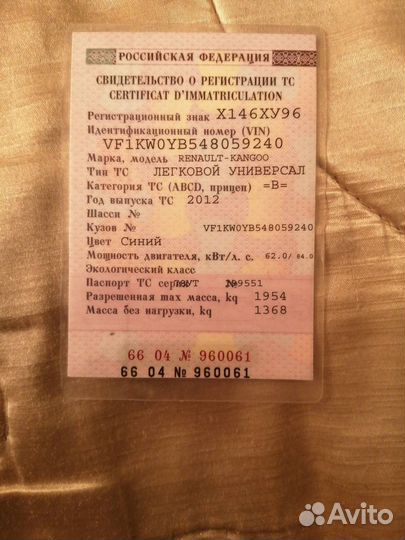 РОССИЙСКАЯ ФЕДЕРАЦИЯ
СВИДЕТЕЛЬСТВО О РЕГИСТРАЦИИ ТС
CERTIFICAT D'IMMATRICULATION
Регистрационный знак Х146ХУ96
Идентификационный номер (VIN)
VF1KW0YB548059240
Марка, модель RENAULT-KANGOO
Тип ТС ЛЕГКОВОЙ УНИВЕРСАЛ
Категория ТС (ABCD, прицеп) =B=
Год выпуска ТС 2012
Шасси №
Кузов № VF1KW0YB548059240
Цвет Синий
Мощность двигателя, кВт/л. с. 62.0/ 84.0
Экологический класс
Паспорт ТС серия №
Разрешенная max масса, kg 1954
Масса без нагрузки, kg 1368
66 04 № 960061
66 04 № 960061
Avito